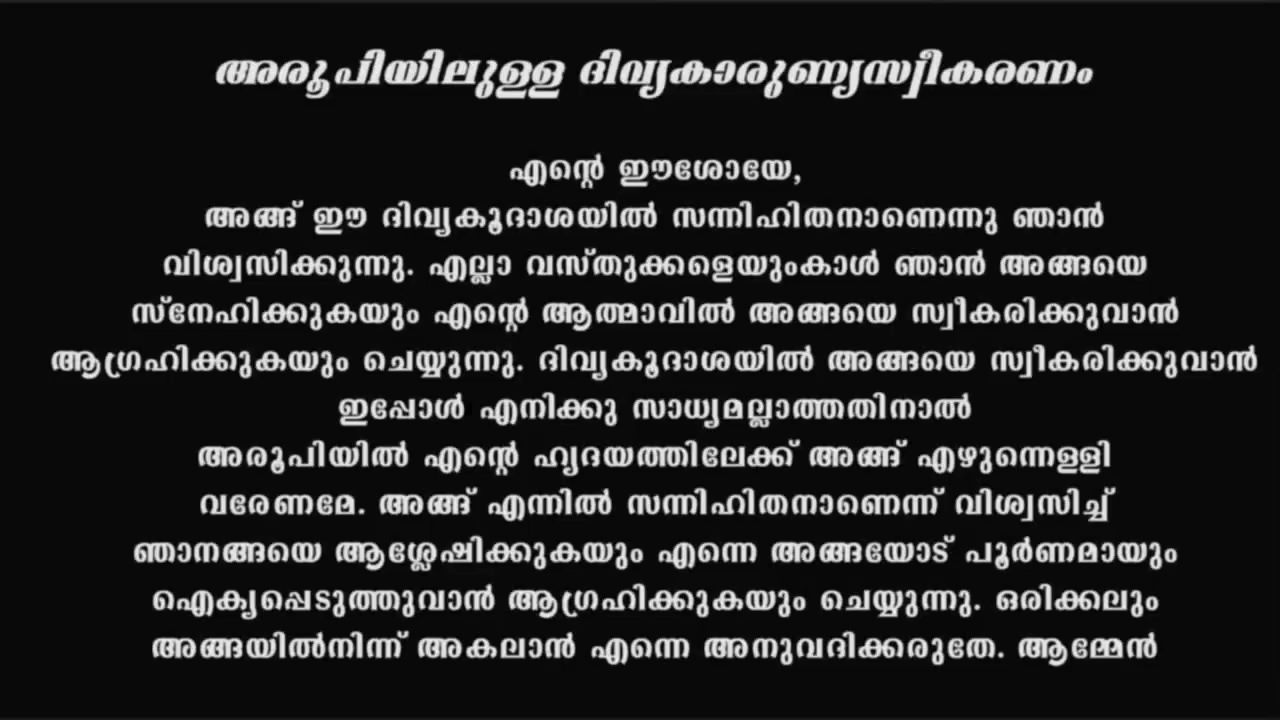 അരൂപിയിലുള്ള ദിവ്യകാരുണ്യസ്വീകരണം
എന്റെ ഈശോയേ,
അങ്ങ് ഈ ദിവ്യകൂദാശയിൽ സന്നിഹിതനാണെന്നു ഞാൻ
വിശ്വസിക്കുന്നു. എല്ലാ വസ്തുക്കളെയുംകാൾ ഞാൻ അങ്ങയെ
സ്നേഹിക്കുകയും എന്റെ ആത്മാവിൽ അങ്ങയെ സ്വീകരിക്കുവാൻ
ആഗ്രഹിക്കുകയും ചെയ്യുന്നു. ദിവ്യകൂദാശയിൽ അങ്ങയെ സ്വീകരിക്കുവാൻ
ഇപ്പോൾ എനിക്കു സാധ്യമല്ലാത്തതിനാൽ
അരൂപിയിൽ എന്റെ ഹൃദയത്തിലേക്ക് അങ്ങ് എഴുന്നെള്ളി
വരേണമേ. അങ്ങ് എന്നിൽ സന്നിഹിതനാണെന്ന് വിശ്വസിച്ച്
ഞാനങ്ങയെ ആശ്ലേഷിക്കുകയും എന്നെ അങ്ങയോട് പൂർണമായും
ഐക്യപ്പെടുത്തുവാൻ ആഗ്രഹിക്കുകയും ചെയ്യുന്നു. ഒരിക്കലും
അങ്ങയിൽനിന്ന് അകലാൻ എന്നെ അനുവദിക്കരുതേ. ആമ്മേൻ